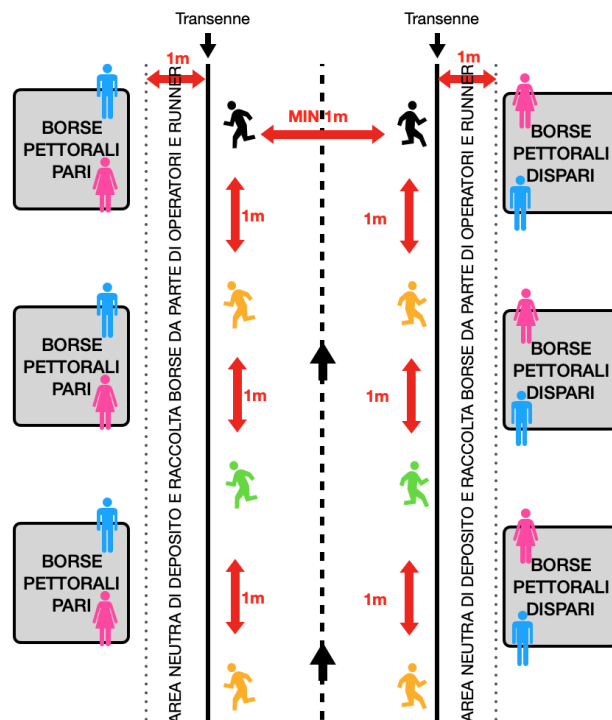 Transenne
Transenne
1m
1m
MIN 1m
BORSE
PETTORALI
PARI
AREA NEUTRA DI DEPOSITO E RACCOLTA BORSE DA PARTE DI OPERATORI E RUNNER
AREA NEUTRA DI DEPOSITO E RACCOLTA BORSE DA PARTE DI OPERATORI E RUNNER
BORSE
PETTORALI
DISPARI
1m
1m
BORSE
PETTORALI
PARI
BORSE
PETTORALI
DISPARI
1m
1m
BORSE
PETTORALI
PARI
BORSE
PETTORALI
DISPARI
1m
1m